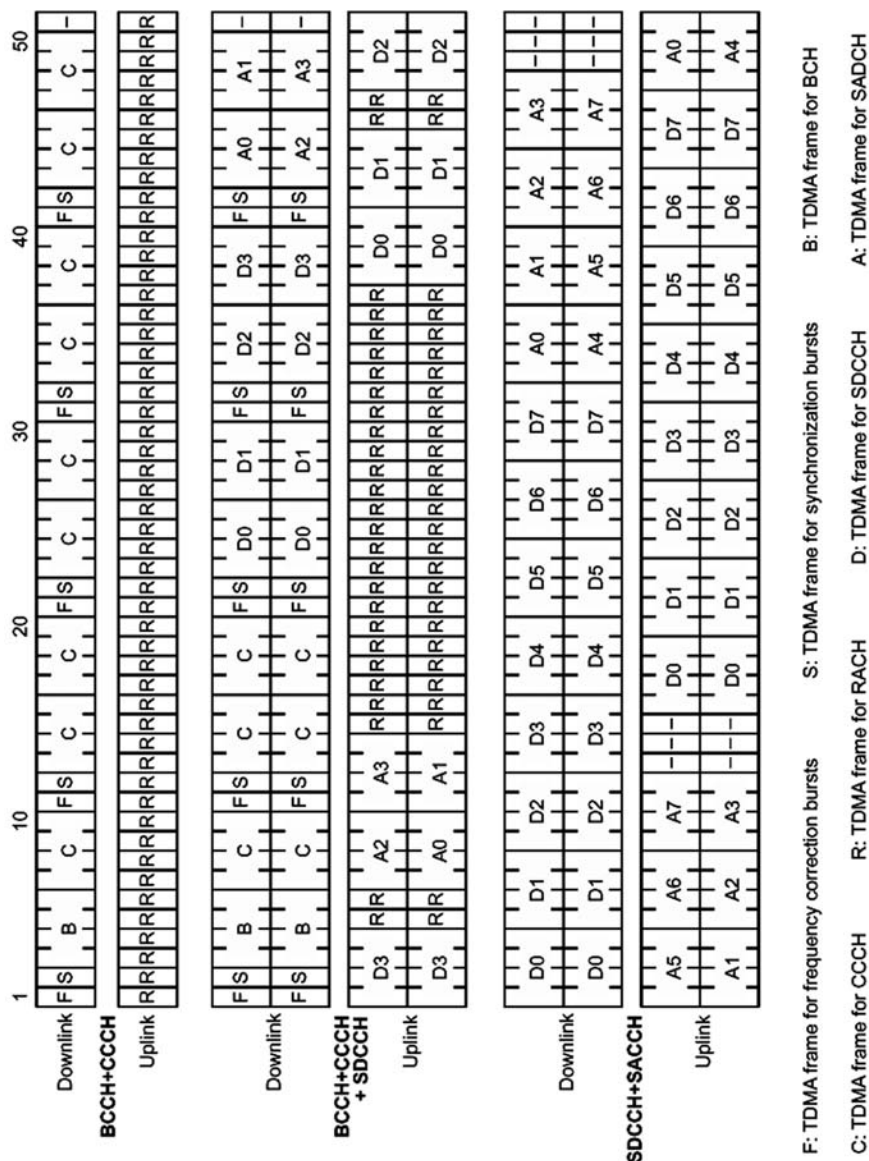 1 10 20 30 40 50
Downlink F S B C F S C C F S C C F S C C F S C C –
BCCH+CCCH
Uplink R R R R R R R R R R R R R R R R R R R R R R R R R R R R R R R R R R R R R R R R R R R R R R R R R R R
Downlink F S B C F S C C F S D0 D1 F S D2 D3 F S A0 A1 –
F S B C F S C C F S D0 D1 F S D2 D3 F S A2 A3 –
BCCH+CCCH
+ SDCCH
Uplink D3 R R A2 A3 R R R R R R R R R R R R R R R R R R R R R R R D0 D1 R R D2
D3 R R A0 A1 R R R R R R R R R R R R R R R R R R R R R R R D0 D1 R R D2
Downlink D0 D1 D2 D3 D4 D5 D6 D7 A0 A1 A2 A3 – – –
D0 D1 D2 D3 D4 D5 D6 D7 A4 A5 A6 A7 – – –
SDCCH+SACCH
Uplink A5 A6 A7 – – – D0 D1 D2 D3 D4 D5 D6 D7 A0
A1 A2 A3 – – – D0 D1 D2 D3 D4 D5 D6 D7 A4
F: TDMA frame for frequency correction bursts S: TDMA frame for synchronization bursts B: TDMA frame for BCH
C: TDMA frame for CCCH R: TDMA frame for RACH D: TDMA frame for SDCCH A: TDMA frame for SADCH